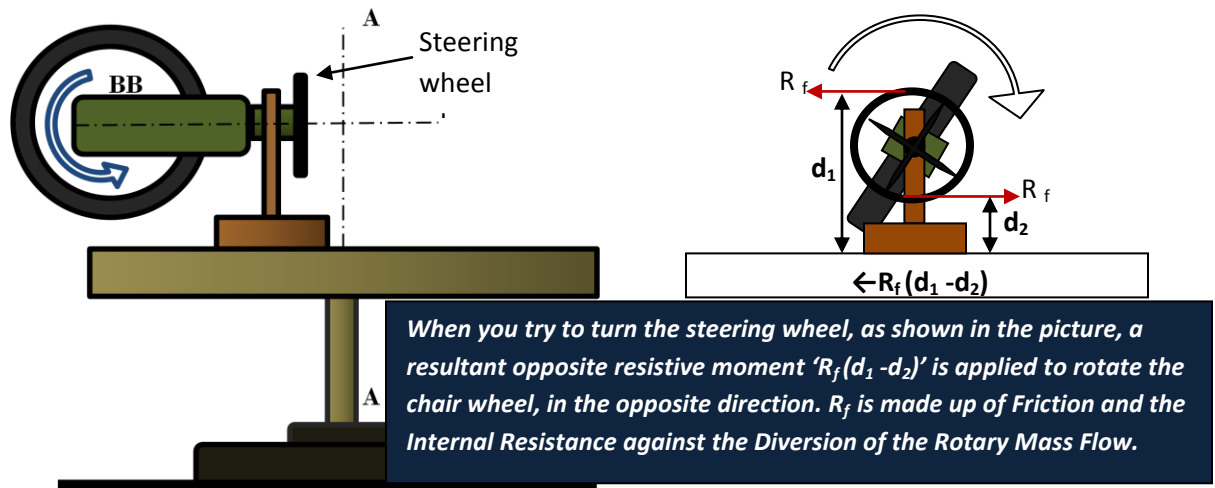 A
Steering
wheel
BB
A
R f
d1
R f
d2
←Rf (d1 -d2)
When you try to turn the steering wheel, as shown in the picture, a
resultant opposite resistive moment ‘Rf (d1 -d2)’ is applied to rotate the
chair wheel, in the opposite direction. Rf is made up of Friction and the
Internal Resistance against the Diversion of the Rotary Mass Flow.